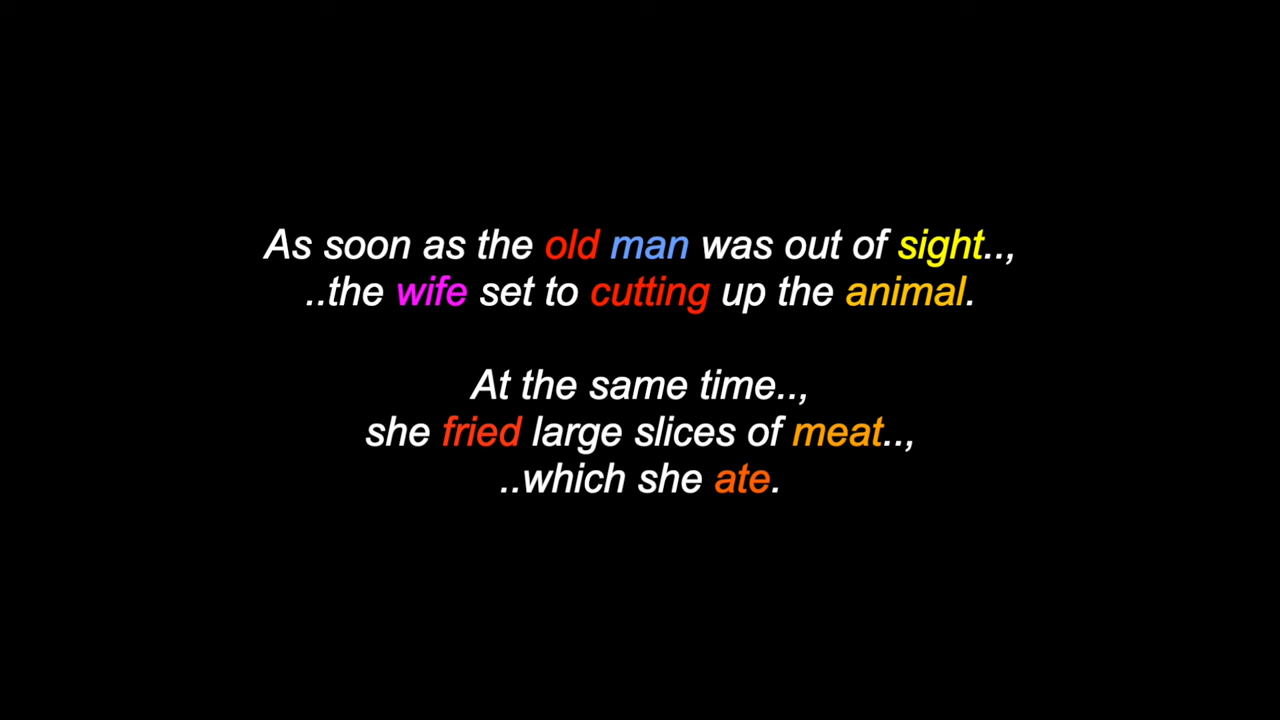 As soon as the old man was out of sight..,
..the wife set to cutting up the animal.
At the same time..,
she fried large slices of meat..,
..which she ate.